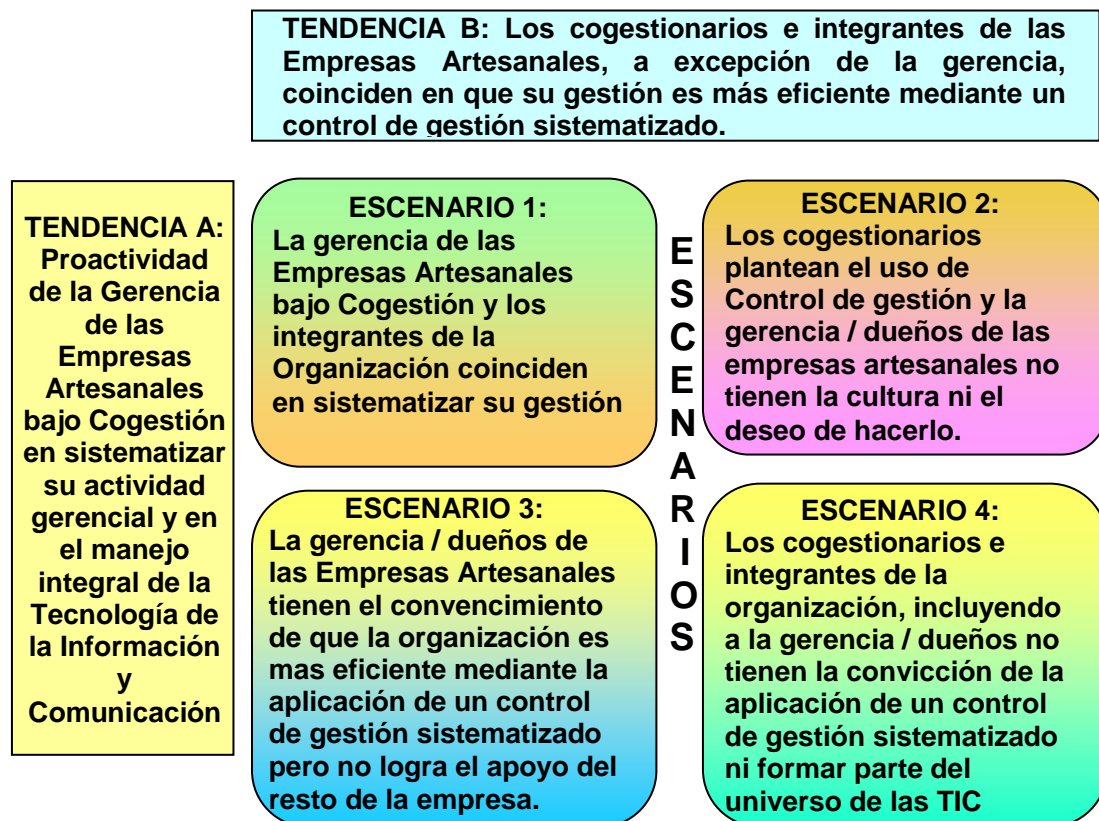 TENDENCIA B: Los cogestionarios e integrantes de las
Empresas Artesanales, a excepción de la gerencia,
coinciden en que su gestión es más eficiente mediante un
control de gestión sistematizado.
TENDENCIA A:
Proactividad
de la Gerencia
de las
Empresas
Artesanales
bajo Cogestión
en sistematizar
su actividad
gerencial y en
el manejo
integral de la
Tecnología de
la Información
y
Comunicación
ESCENARIO 1:
La gerencia de las
Empresas Artesanales
bajo Cogestión y los
integrantes de la
Organización coinciden
en sistematizar su gestión
E
S
C
E
N
A
R
I
O
S
ESCENARIO 2:
Los cogestionarios
plantean el uso de
Control de gestión y la
gerencia / dueños de las
empresas artesanales no
tienen la cultura ni el
deseo de hacerlo.
ESCENARIO 3:
La gerencia / dueños de
las Empresas Artesanales
tienen el convencimiento
de que la organización es
mas eficiente mediante la
aplicación de un control
de gestión sistematizado
pero no logra el apoyo del
resto de la empresa.
ESCENARIO 4:
Los cogestionarios e
integrantes de la
organización, incluyendo
a la gerencia / dueños no
tienen la convicción de la
aplicación de un control
de gestión sistematizado
ni formar parte del
universo de las TIC